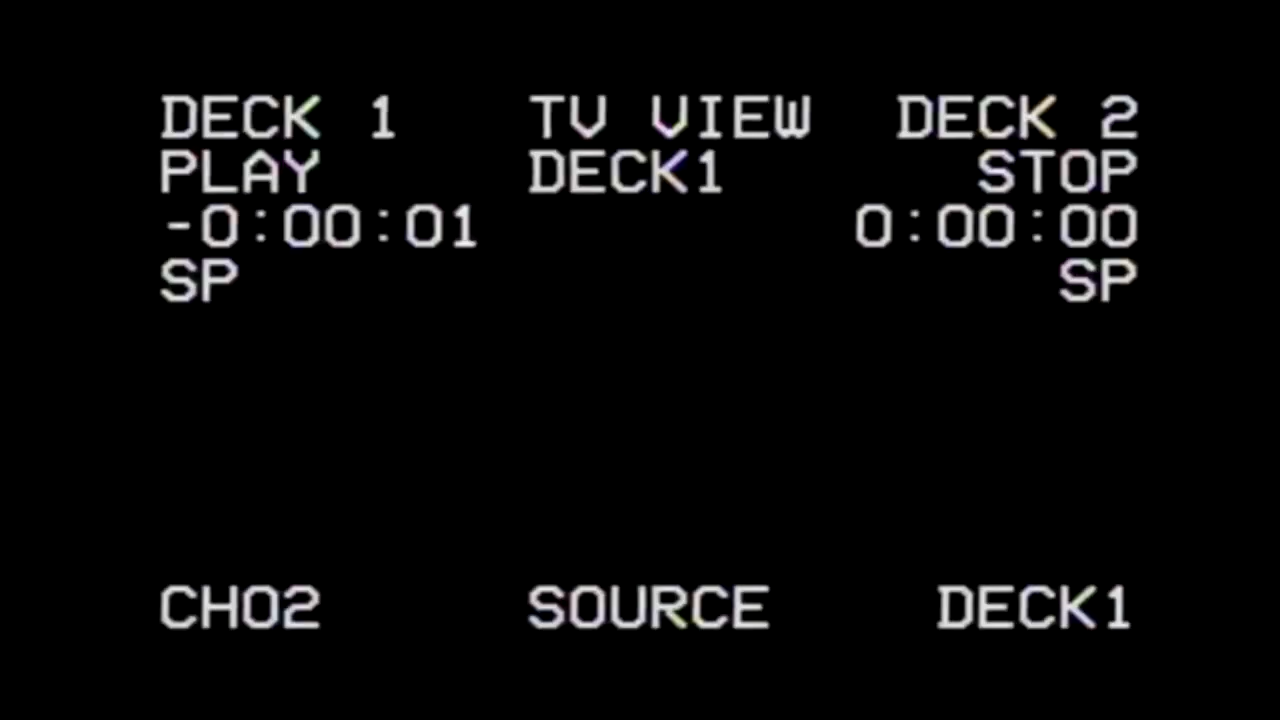 DECK 1 TV VIEW DECK 2
PLAY DECK1 STOP
-0:00:01 0:00:00
SP SP
CH02 SOURCE DECK1